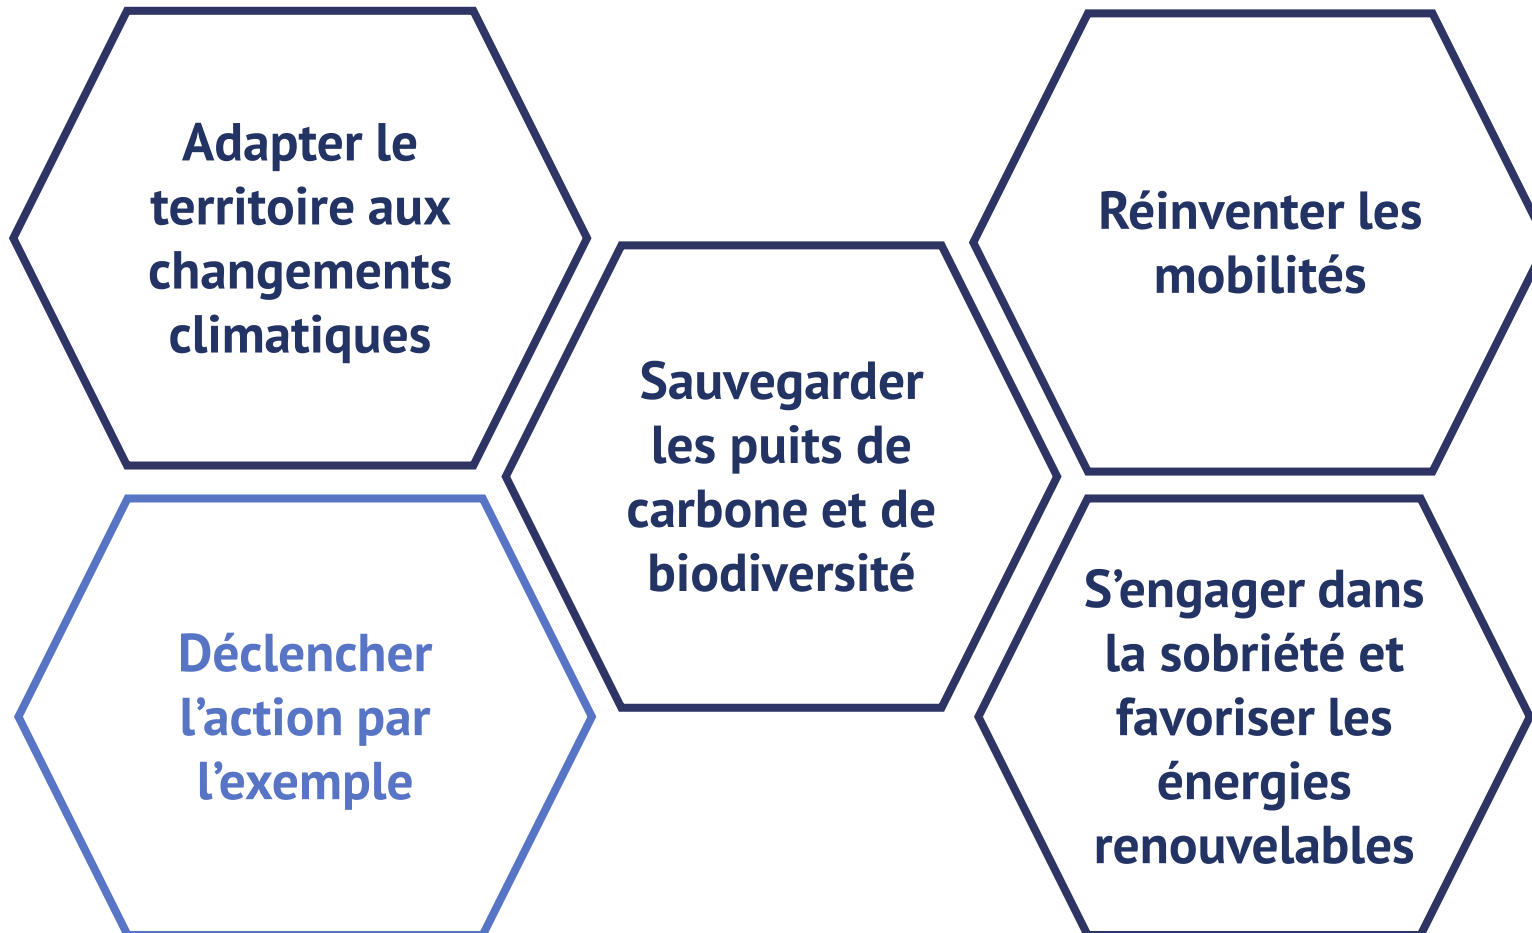 Adapter le
territoire aux
changements
climatiques
Réinventer les
mobilités
Sauvegarder
les puits de
carbone et de
biodiversité
Déclencher
l’action par
l’exemple
S’engager dans
la sobriété et
favoriser les
énergies
renouvelables